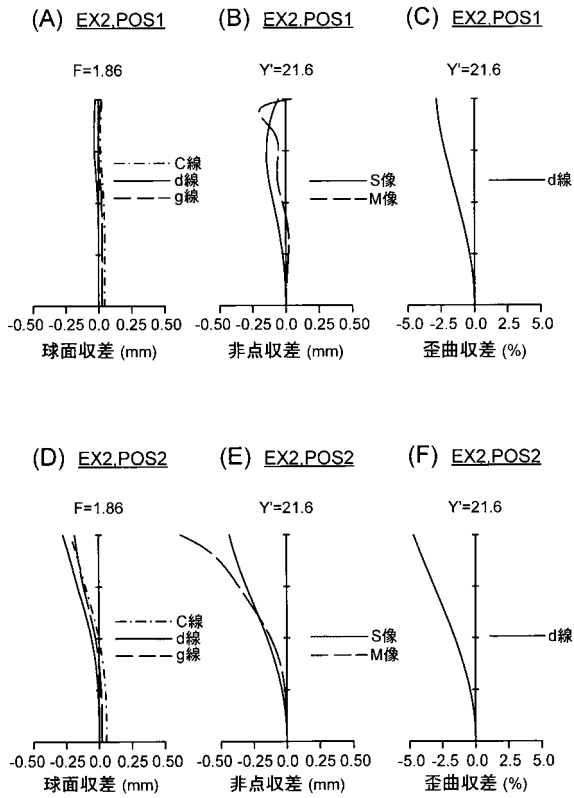 (A) EX2,POS1
F=1.86
C線
d線
g線
-0.50 -0.25 0.0 0.25 0.50
球面収差 (mm)
(B) EX2,POS1
Y'=21.6
S像
M像
-0.50 -0.25 0.0 0.25 0.50
非点収差 (mm)
(C) EX2,POS1
Y'=21.6
d線
-5.0 -2.5 0.0 2.5 5.0
歪曲収差 (%)
(D) EX2,POS2
F=1.86
C線
d線
g線
-0.50 -0.25 0.0 0.25 0.50
球面収差 (mm)
(E) EX2,POS2
Y'=21.6
S像
M像
-0.50 -0.25 0.0 0.25 0.50
非点収差 (mm)
(F) EX2,POS2
Y'=21.6
d線
-5.0 -2.5 0.0 2.5 5.0
歪曲収差 (%)